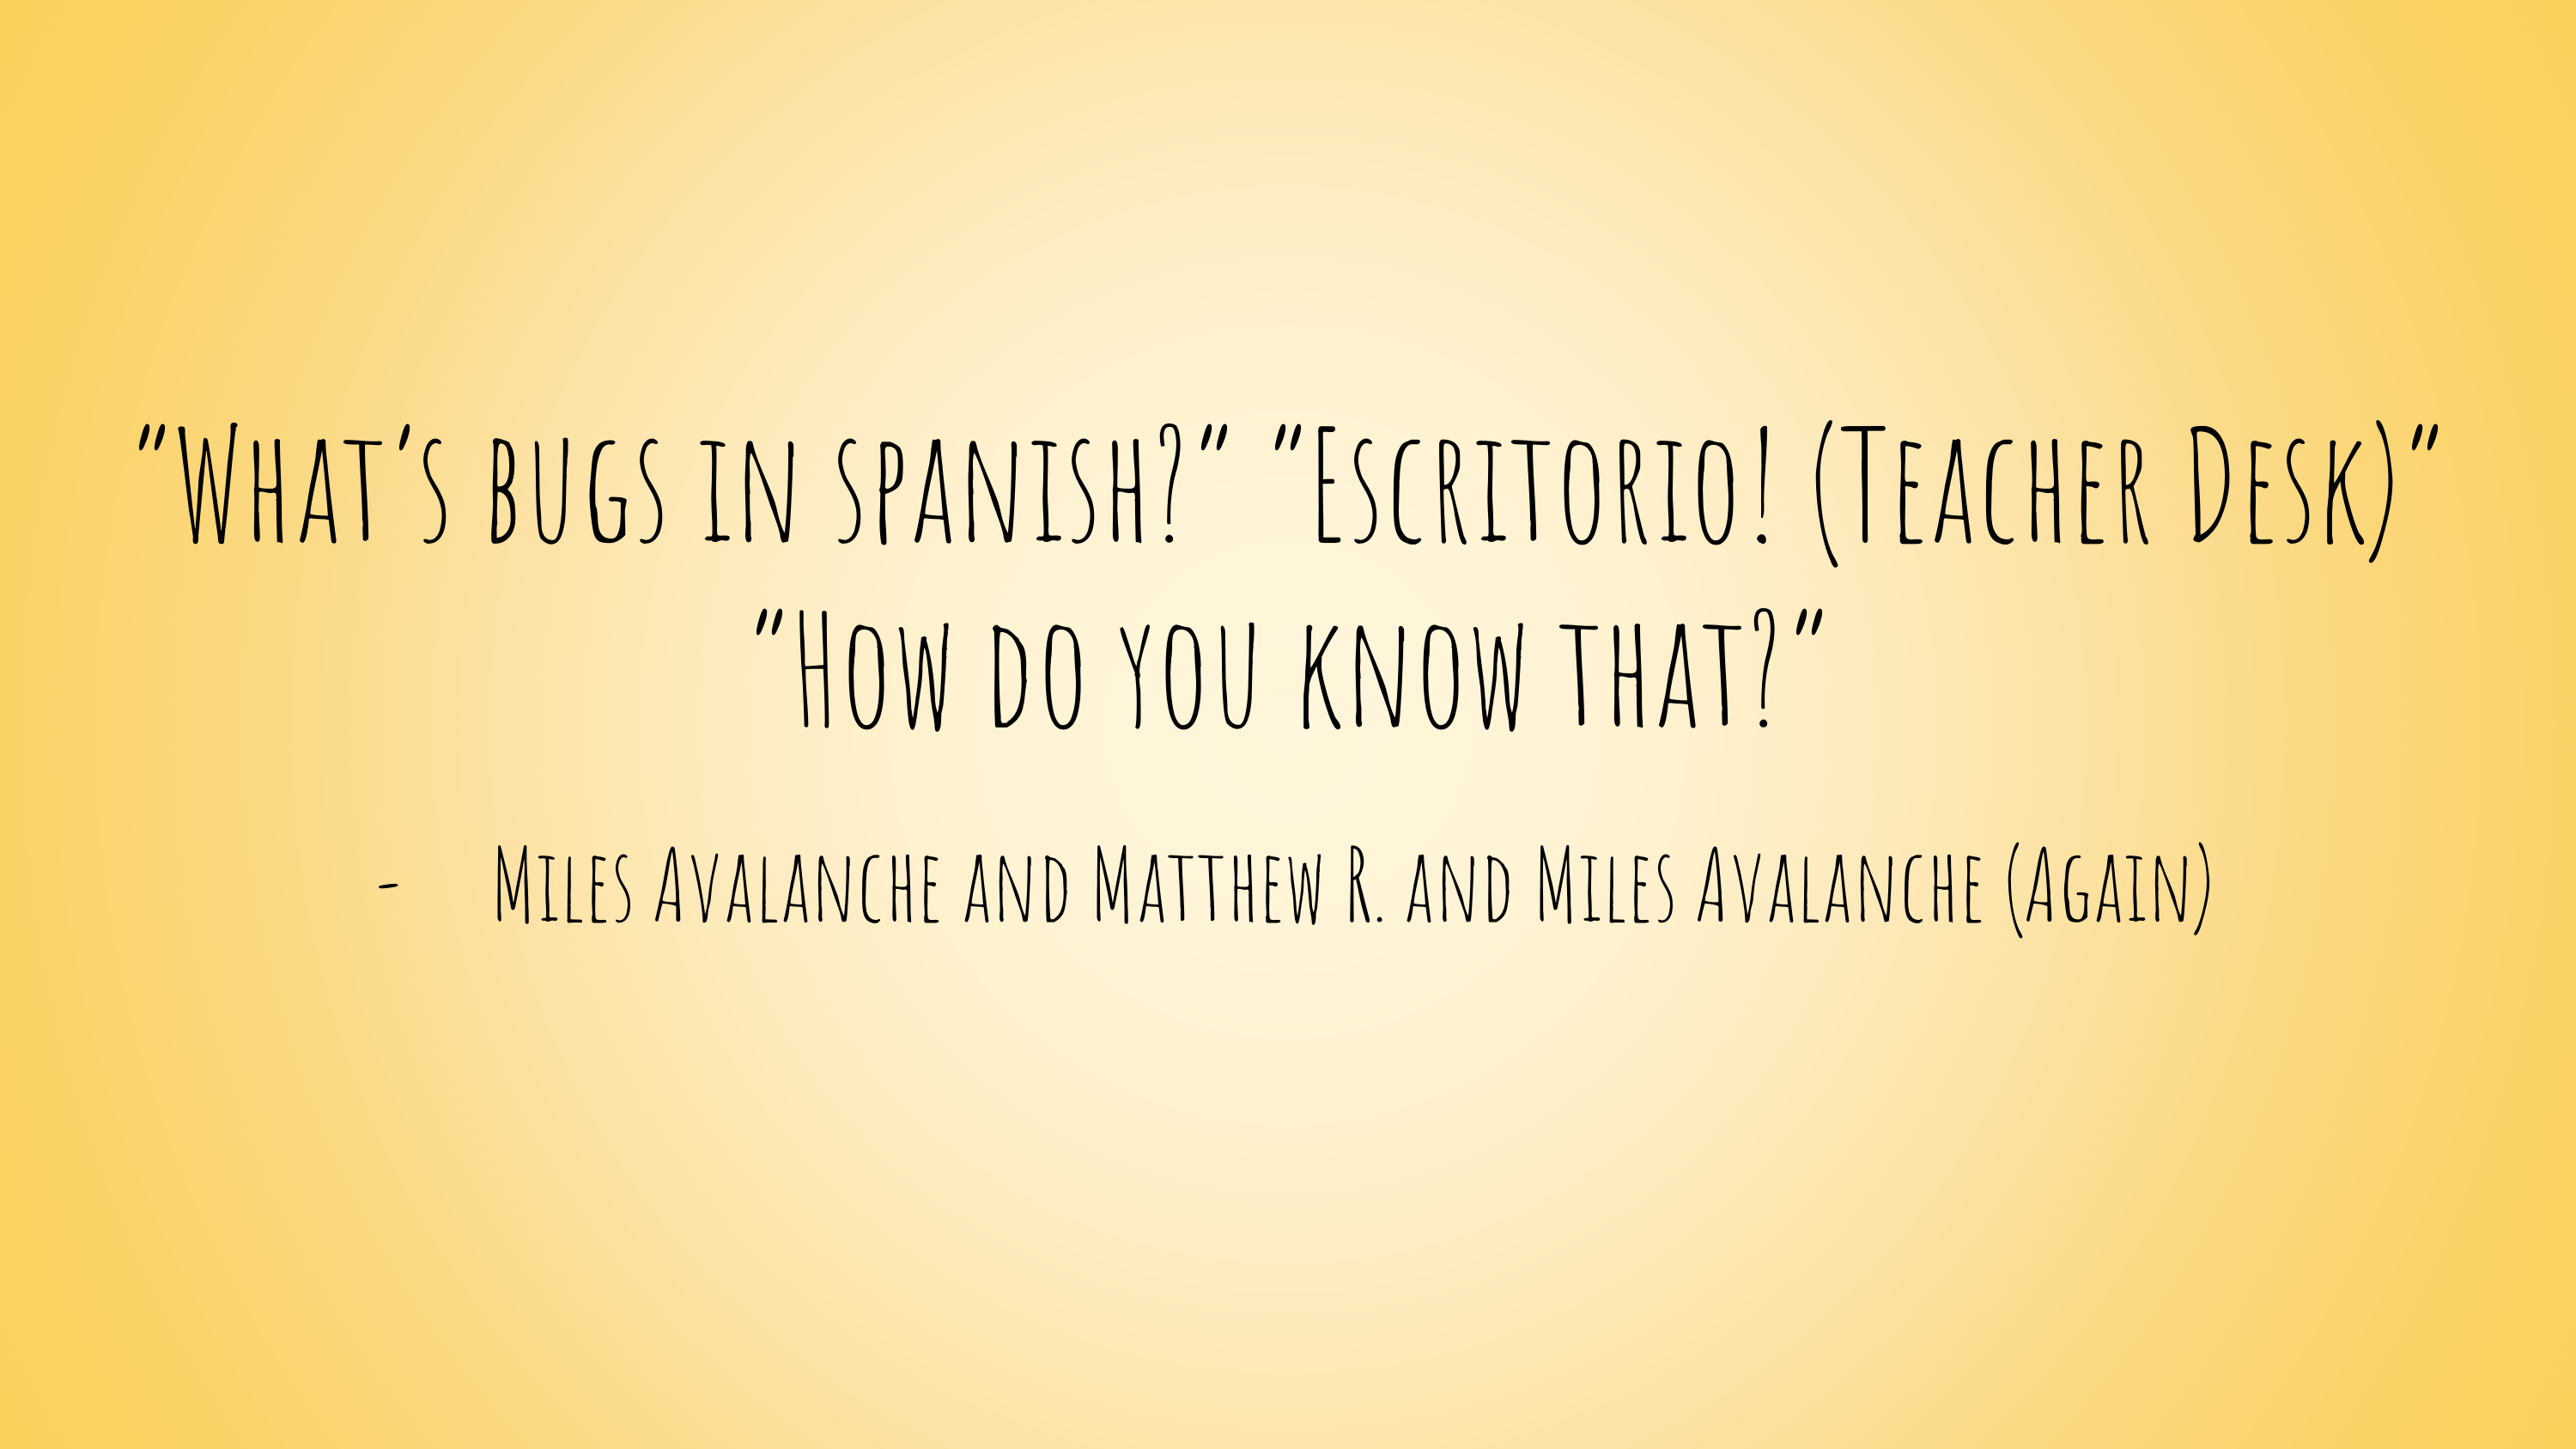 "What's bugs in spanish?" "Escritorio! (Teacher Desk)"
"How do you know that?"
- Miles Avalanche and Matthew R. and Miles Avalanche (Again)